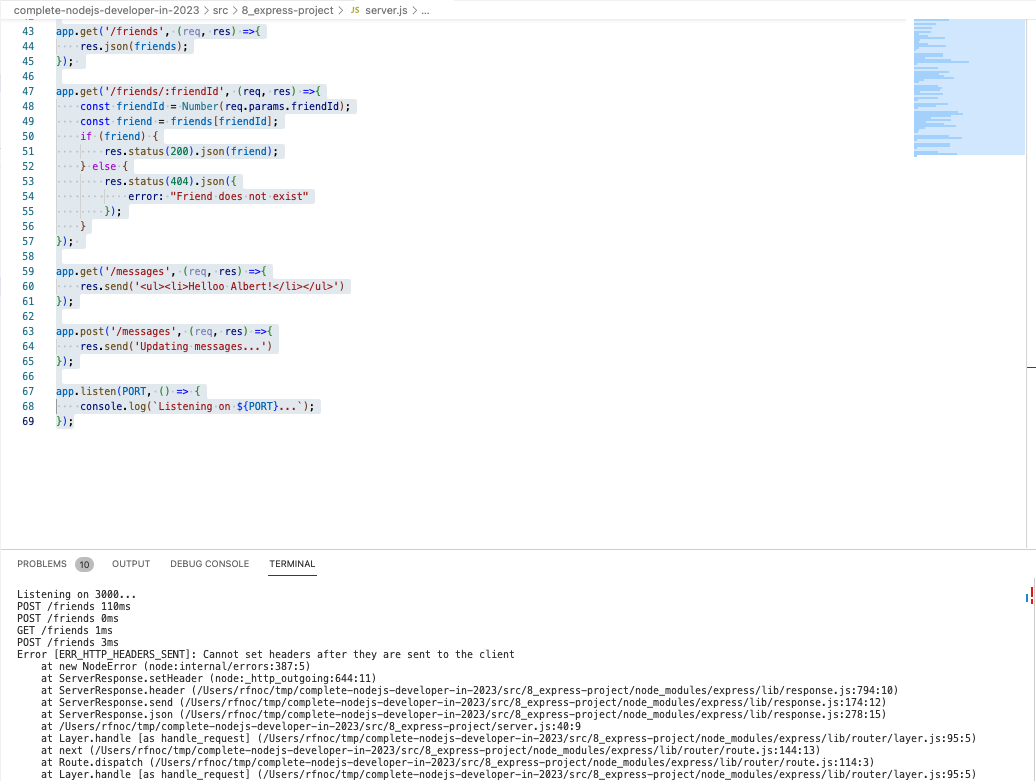 complete-nodejs-developer-in-2023 > src > 8_express-project > JS server.js > ...
43 app.get('/friends', (req, res) =>{
44 res.json(friends);
45 });
46
47 app.get('/friends/:friendId', (req, res) =>{
48 const friendId = Number(req.params.friendId);
49 const friend = friends[friendId];
50 if (friend) {
51 res.status(200).json(friend);
52 } else {
53 res.status(404).json({
54 error: "Friend does not exist"
55 });
56 }
57 });
58
59 app.get('/messages', (req, res) =>{
60 res.send('<ul><li>Helloo Albert!</li></ul>')
61 });
62
63 app.post('/messages', (req, res) =>{
64 res.send('Updating messages...')
65 });
66
67 app.listen(PORT, () => {
68 console.log(`Listening on ${PORT}...`);
69 });
PROBLEMS 10 OUTPUT DEBUG CONSOLE TERMINAL
Listening on 3000...
POST /friends 110ms
POST /friends 0ms
GET /friends 1ms
POST /friends 3ms
Error [ERR_HTTP_HEADERS_SENT]: Cannot set headers after they are sent to the client
at new NodeError (node:internal/errors:387:5)
at ServerResponse.setHeader (node:_http_outgoing:644:11)
at ServerResponse.header (/Users/rfnoc/tmp/complete-nodejs-developer-in-2023/src/8_express-project/node_modules/express/lib/response.js:794:10)
at ServerResponse.send (/Users/rfnoc/tmp/complete-nodejs-developer-in-2023/src/8_express-project/node_modules/express/lib/response.js:174:12)
at ServerResponse.json (/Users/rfnoc/tmp/complete-nodejs-developer-in-2023/src/8_express-project/node_modules/express/lib/response.js:278:15)
at /Users/rfnoc/tmp/complete-nodejs-developer-in-2023/src/8_express-project/server.js:40:9
at Layer.handle [as handle_request] (/Users/rfnoc/tmp/complete-nodejs-developer-in-2023/src/8_express-project/node_modules/express/lib/router/layer.js:95:5)
at next (/Users/rfnoc/tmp/complete-nodejs-developer-in-2023/src/8_express-project/node_modules/express/lib/router/route.js:144:13)
at Route.dispatch (/Users/rfnoc/tmp/complete-nodejs-developer-in-2023/src/8_express-project/node_modules/express/lib/router/route.js:114:3)
at Layer.handle [as handle_request] (/Users/rfnoc/tmp/complete-nodejs-developer-in-2023/src/8_express-project/node_modules/express/lib/router/layer.js:95:5)